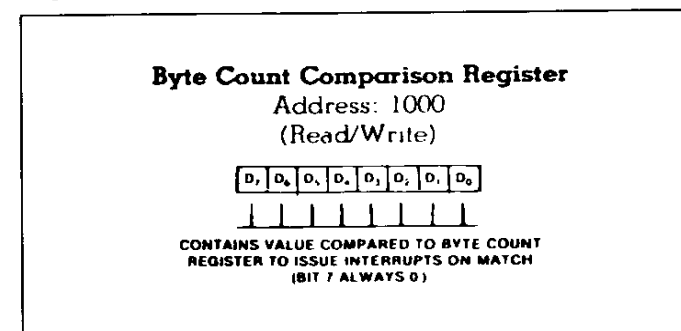 Byte Count Comparison Register
Address: 1000
(Read/Write)
D₇ D₆ D₅ D₄ D₃ D₂ D₁ D₀
CONTAINS VALUE COMPARED TO BYTE COUNT
REGISTER TO ISSUE INTERRUPTS ON MATCH
(BIT 7 ALWAYS 0)